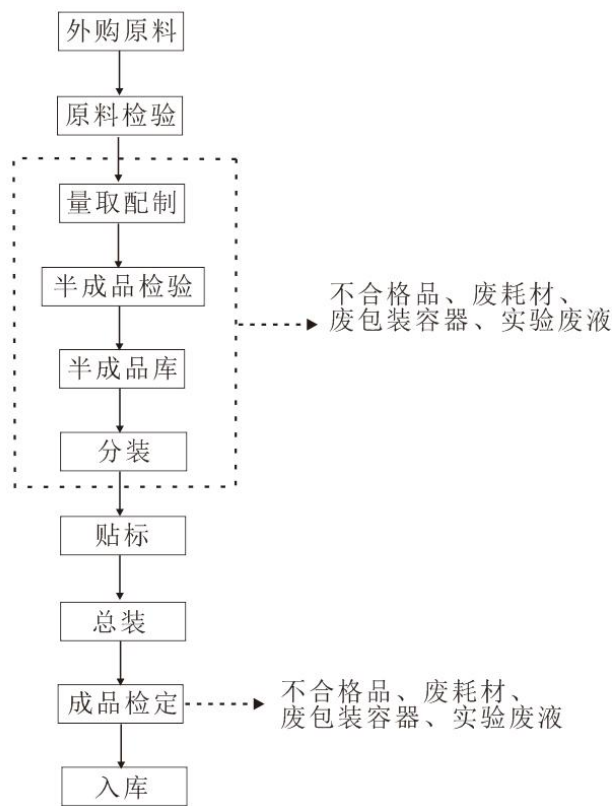 外购原料
原料检验
量取配制
半成品检验
不合格品、废耗材、
废包装容器、实验废液
半成品库
分装
贴标
总装
成品检定
不合格品、废耗材、
废包装容器、实验废液
入库